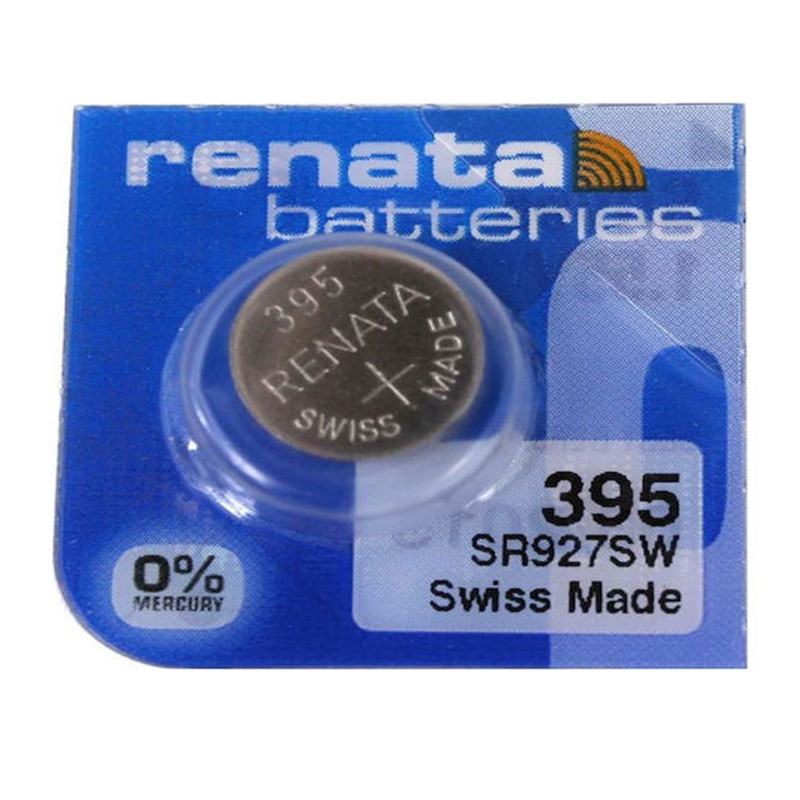 renata
batteries
395
RENATA
+
SWISS MADE
395
SR927SW
Swiss Made
0%
MERCURY